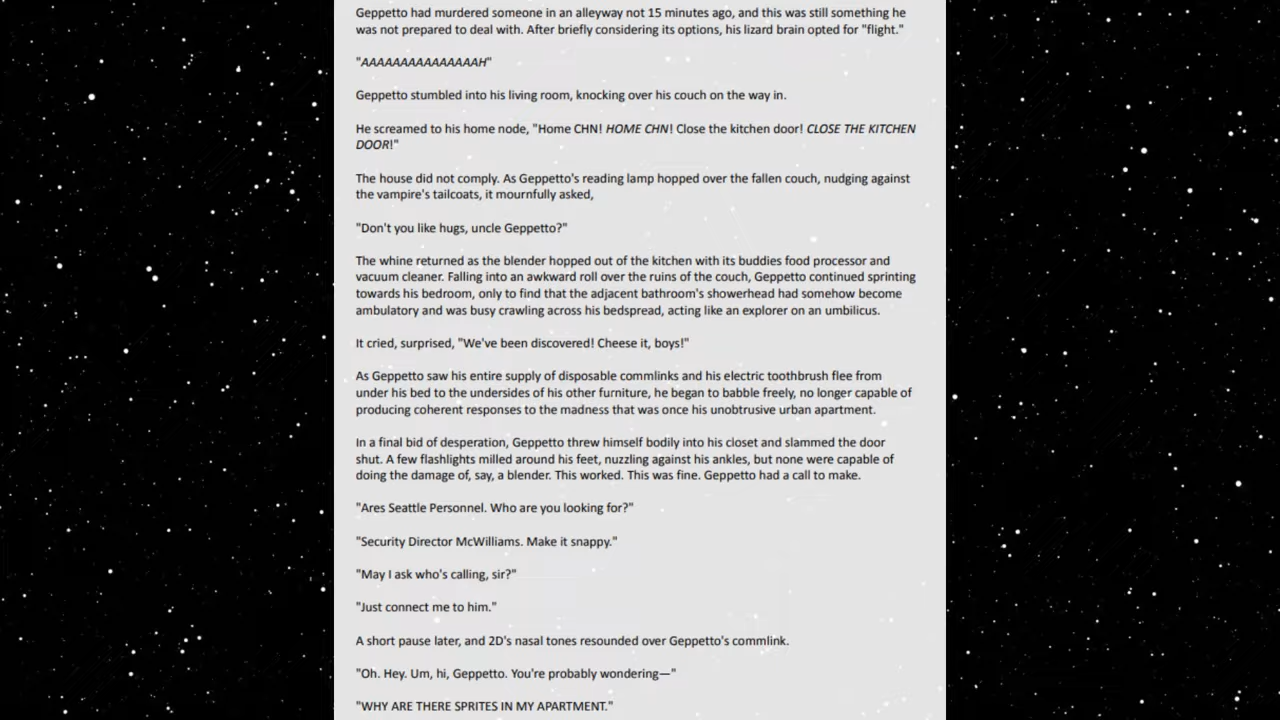 Geppetto had murdered someone in an alleyway not 15 minutes ago, and this was still something he
was not prepared to deal with. After briefly considering its options, his lizard brain opted for "flight."
"AAAAAAAAAAAAAAAH"
Geppetto stumbled into his living room, knocking over his couch on the way in.
He screamed to his home node, "Home CHN! HOME CHN! Close the kitchen door! CLOSE THE KITCHEN
DOOR!"
The house did not comply. As Geppetto's reading lamp hopped over the fallen couch, nudging against
the vampire's tailcoats, it mournfully asked,
"Don't you like hugs, uncle Geppetto?"
The whine returned as the blender hopped out of the kitchen with its buddies food processor and
vacuum cleaner. Falling into an awkward roll over the ruins of the couch, Geppetto continued sprinting
towards his bedroom, only to find that the adjacent bathroom's showerhead had somehow become
ambulatory and was busy crawling across his bedspread, acting like an explorer on an umbilicus.
It cried, surprised, "We've been discovered! Cheese it, boys!"
As Geppetto saw his entire supply of disposable commlinks and his electric toothbrush flee from
under his bed to the undersides of his other furniture, he began to babble freely, no longer capable of
producing coherent responses to the madness that was once his unobtrusive urban apartment.
In a final bid of desperation, Geppetto threw himself bodily into his closet and slammed the door
shut. A few flashlights milled around his feet, nuzzling against his ankles, but none were capable of
doing the damage of, say, a blender. This worked. This was fine. Geppetto had a call to make.
"Ares Seattle Personnel. Who are you looking for?"
"Security Director McWilliams. Make it snappy."
"May I ask who's calling, sir?"
"Just connect me to him."
A short pause later, and 2D's nasal tones resounded over Geppetto's commlink.
"Oh. Hey. Um, hi, Geppetto. You're probably wondering—"
"WHY ARE THERE SPRITES IN MY APARTMENT."